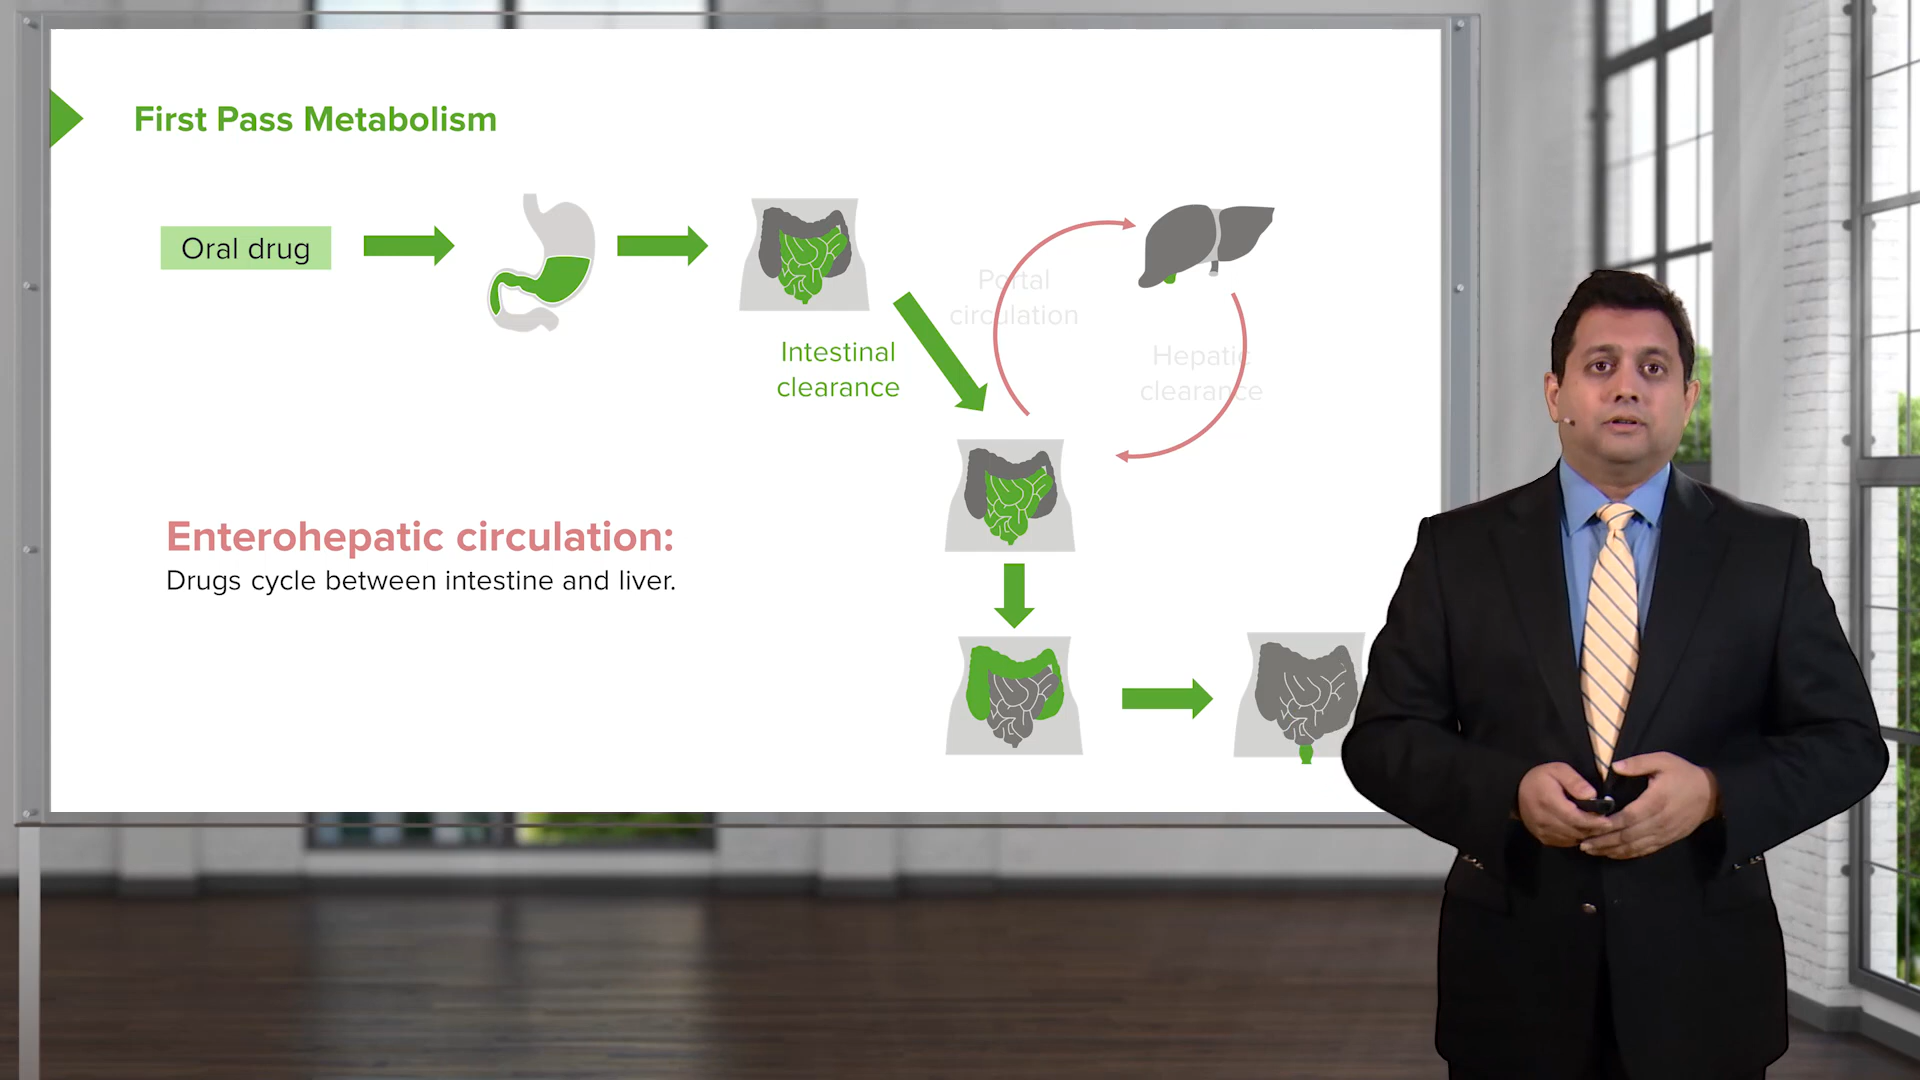 First Pass Metabolism
Oral drug
Portal
circulation
Intestinal
clearance
Hepatic
clearance
Enterohepatic circulation:
Drugs cycle between intestine and liver.